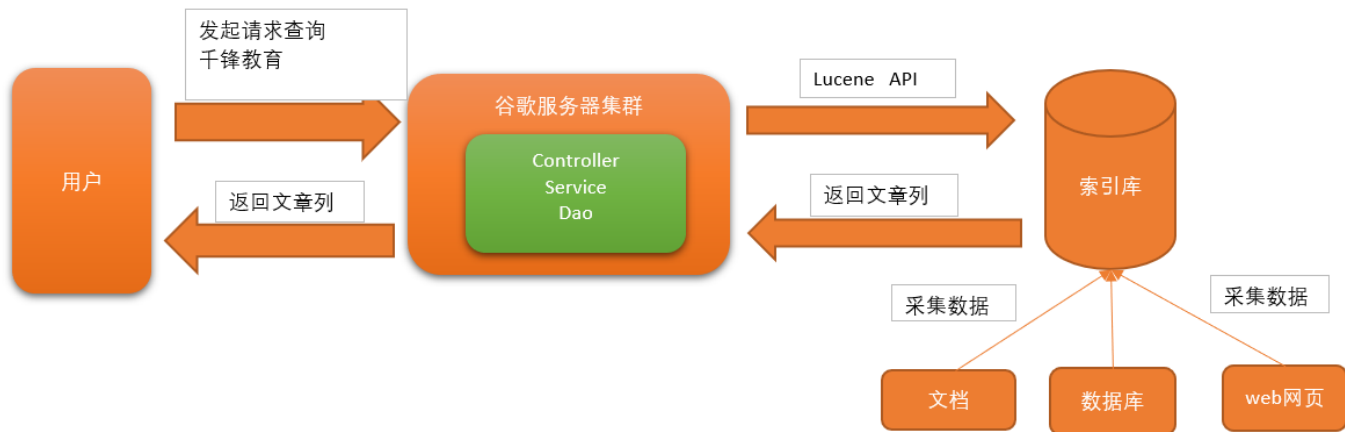 发起请求查询
千锋教育
用户
返回文章列
谷歌服务器集群
Controller
Service
Dao
Lucene API
返回文章列
索引库
采集数据
采集数据
文档
数据库
web网页